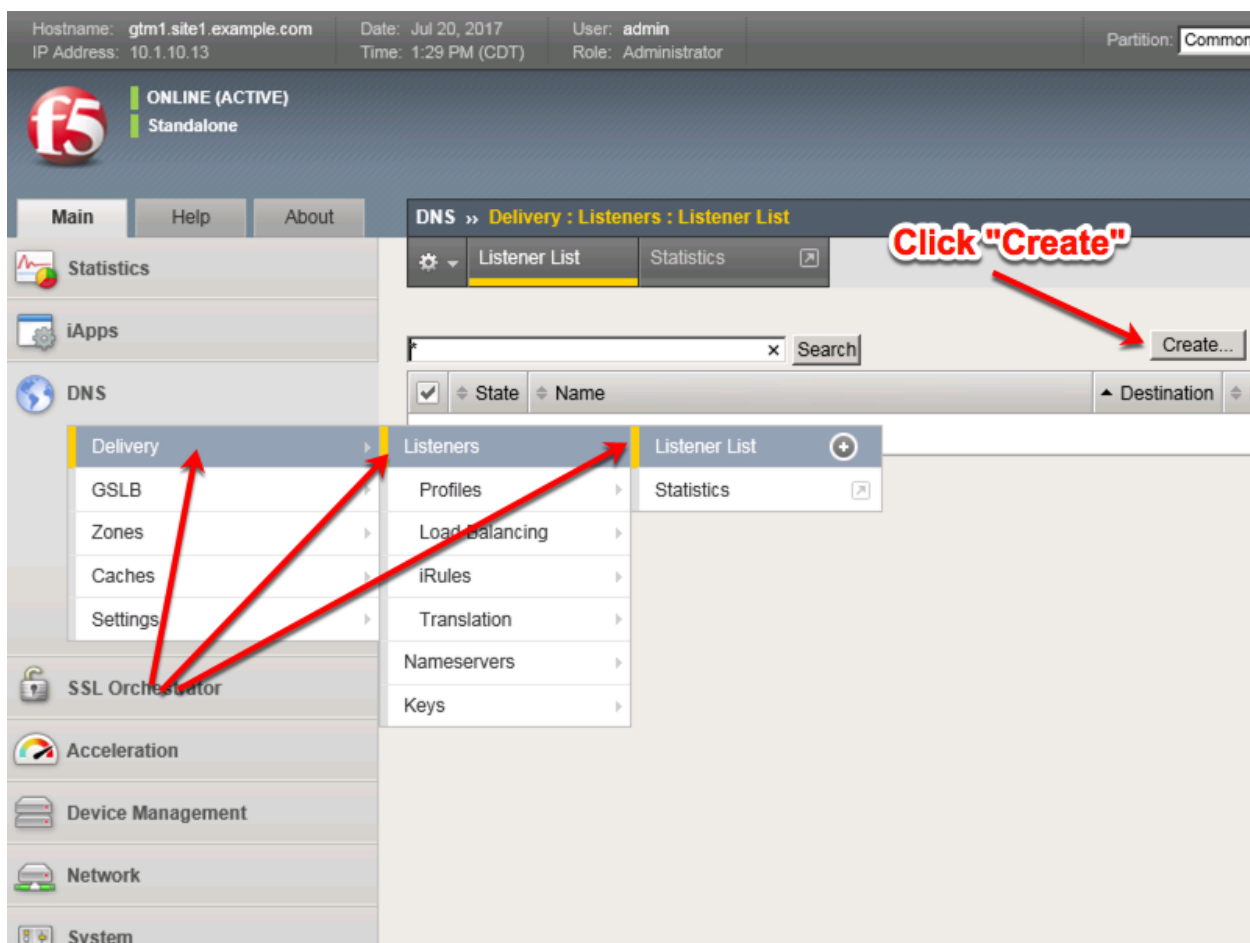 Hostname: gtm1.site1.example.com Date: Jul 20, 2017 User: admin Partition: Common
IP Address: 10.1.10.13 Time: 1:29 PM (CDT) Role: Administrator
f5
ONLINE (ACTIVE)
Standalone
Main Help About
DNS » Delivery : Listeners : Listener List
Click "Create"
Listener List Statistics
Statistics
iApps
* × Search Create...
State Name Destination
DNS
Delivery Listeners Listener List
GSLB Profiles Statistics
Zones Load Balancing
Caches iRules
Settings Translation
Nameservers
SSL Orchestrator
Keys
Acceleration
Device Management
Network
System